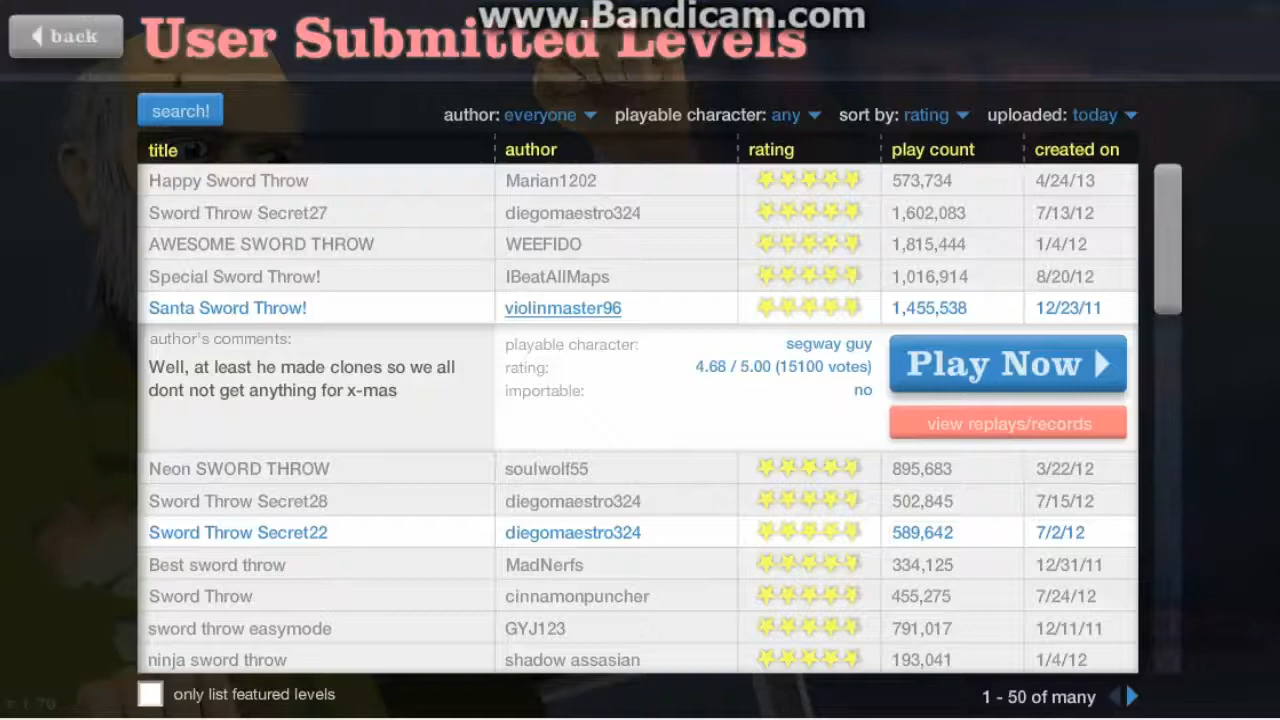 www.Bandicam.com
back
User Submitted Levels
search!
author: everyone playable character: any sort by: rating uploaded: today
title author rating play count created on
Happy Sword Throw Marian1202 573,734 4/24/13
Sword Throw Secret27 diegomaestro324 1,602,083 7/13/12
AWESOME SWORD THROW WEEFIDO 1,815,444 1/4/12
Special Sword Throw! IBeatAllMaps 1,016,914 8/20/12
Santa Sword Throw! violinmaster96 1,455,538 12/23/11
author's comments:
Well, at least he made clones so we all
dont not get anything for x-mas
playable character: segway guy
rating: 4.68 / 5.00 (15100 votes)
importable: no
Play Now
view replays/records
Neon SWORD THROW soulwolf55 895,683 3/22/12
Sword Throw Secret28 diegomaestro324 502,845 7/15/12
Sword Throw Secret22 diegomaestro324 589,642 7/2/12
Best sword throw MadNerfs 334,125 12/31/11
Sword Throw cinnamonpuncher 455,275 7/24/12
sword throw easymode GYJ123 791,017 12/11/11
ninja sword throw shadow assasian 193,041 1/4/12
only list featured levels
1 - 50 of many